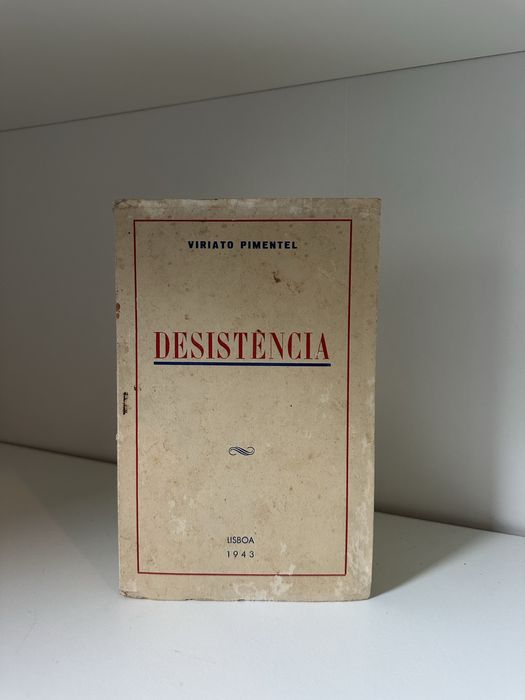 VIRIATO PIMENTEL
DESISTÊNCIA
LISBOA
1943